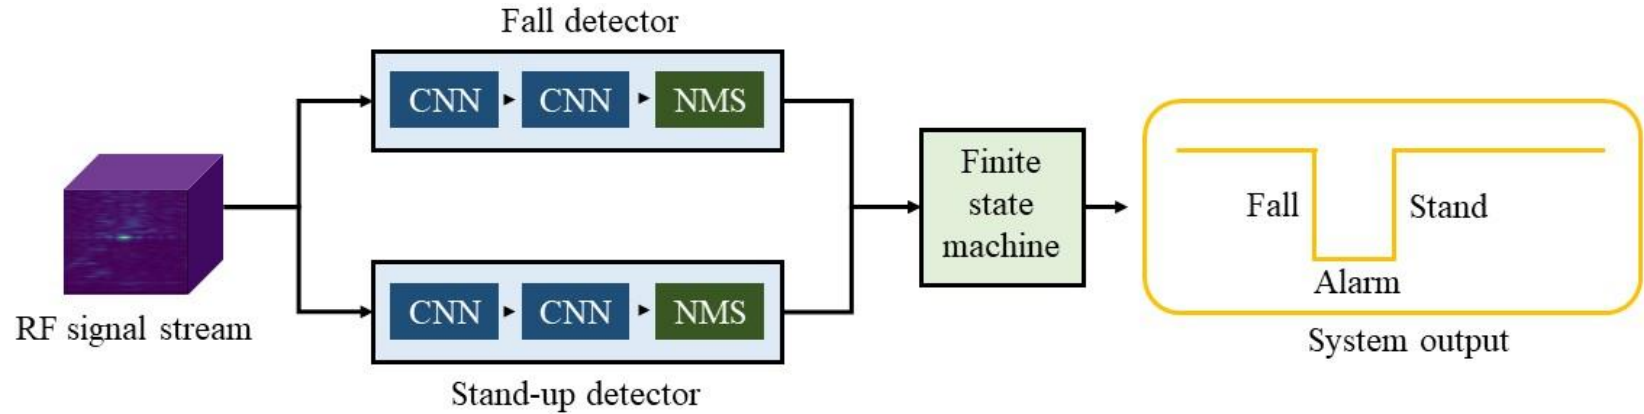 Fall detector
CNN CNN NMS
RF signal stream
CNN CNN NMS
Stand-up detector
Finite
state
machine
Fall
Stand
Alarm
System output